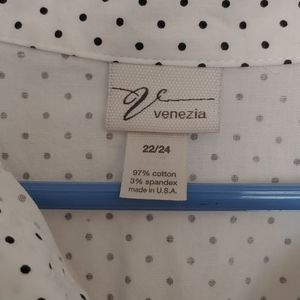 V
venezia
22/24
97% cotton
3% spandex
made in U.S.A.